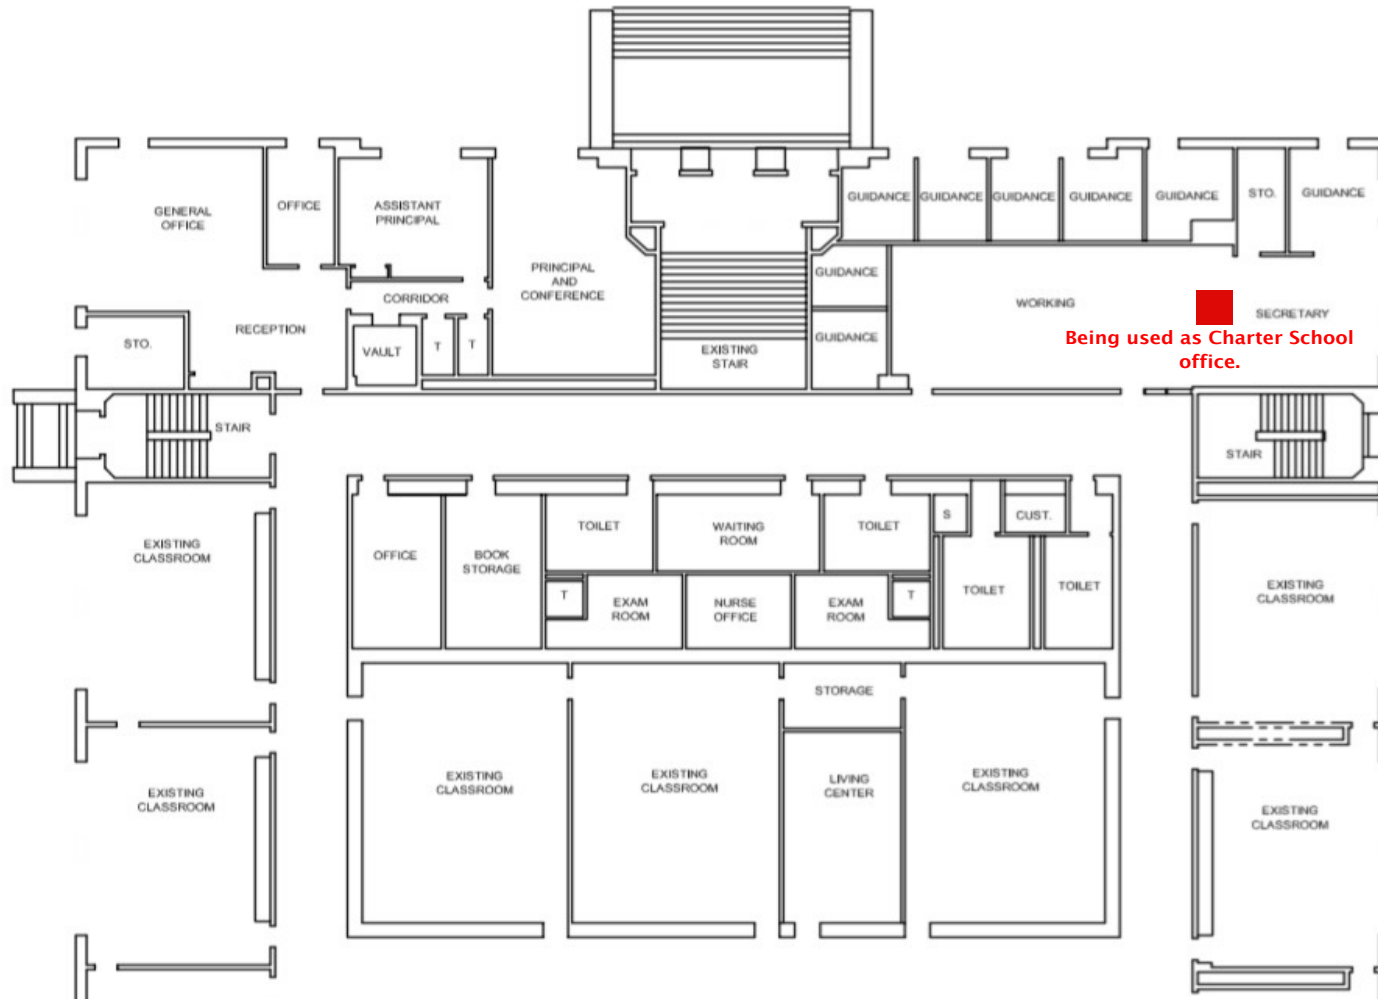 GENERAL
OFFICE
OFFICE
ASSISTANT
PRINCIPAL
PRINCIPAL
AND
CONFERENCE
CORRIDOR
RECEPTION
STO.
VAULT
T
T
EXISTING
STAIR
GUIDANCE
GUIDANCE
GUIDANCE
GUIDANCE
GUIDANCE
STO.
GUIDANCE
GUIDANCE
GUIDANCE
WORKING
SECRETARY
Being used as Charter School
office.
STAIR
STAIR
EXISTING
CLASSROOM
OFFICE
BOOK
STORAGE
TOILET
WAITING
ROOM
TOILET
S
CUST.
T
EXAM
ROOM
NURSE
OFFICE
EXAM
ROOM
T
TOILET
TOILET
EXISTING
CLASSROOM
STORAGE
EXISTING
CLASSROOM
EXISTING
CLASSROOM
EXISTING
CLASSROOM
LIVING
CENTER
EXISTING
CLASSROOM
EXISTING
CLASSROOM